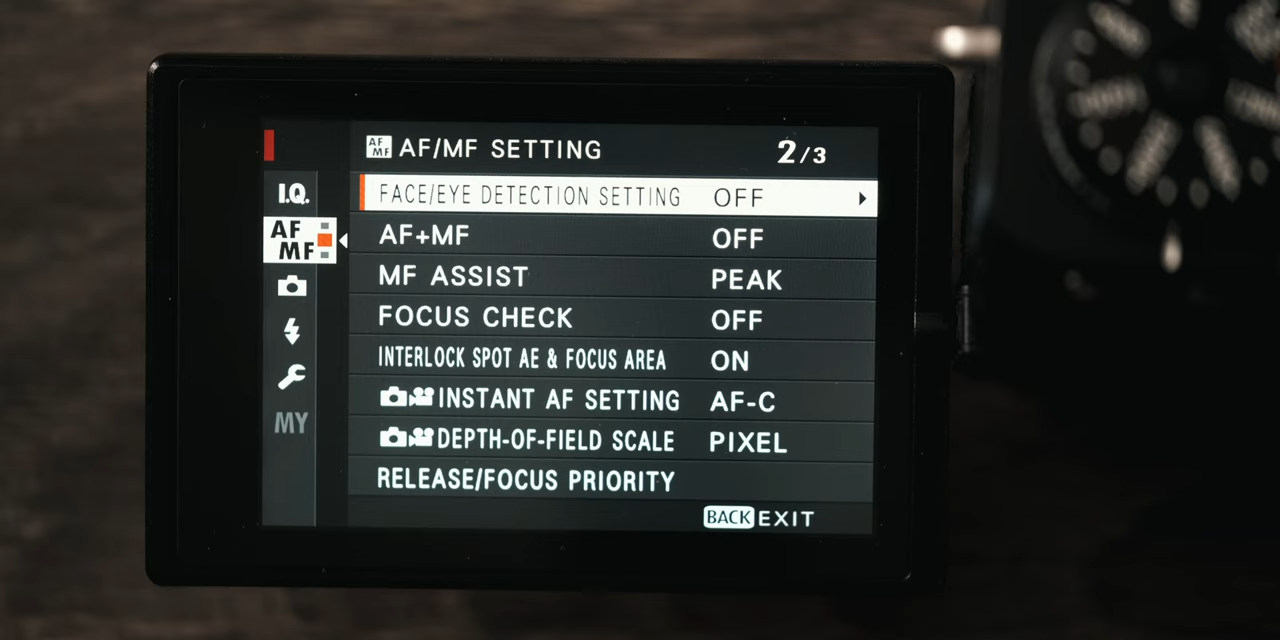 AF MF AF/MF SETTING 2/3
I.Q.
FACE/EYE DETECTION SETTING OFF
AF MF
AF+MF OFF
MF ASSIST PEAK
FOCUS CHECK OFF
INTERLOCK SPOT AE & FOCUS AREA ON
INSTANT AF SETTING AF-C
MY
DEPTH-OF-FIELD SCALE PIXEL
RELEASE/FOCUS PRIORITY
BACK EXIT